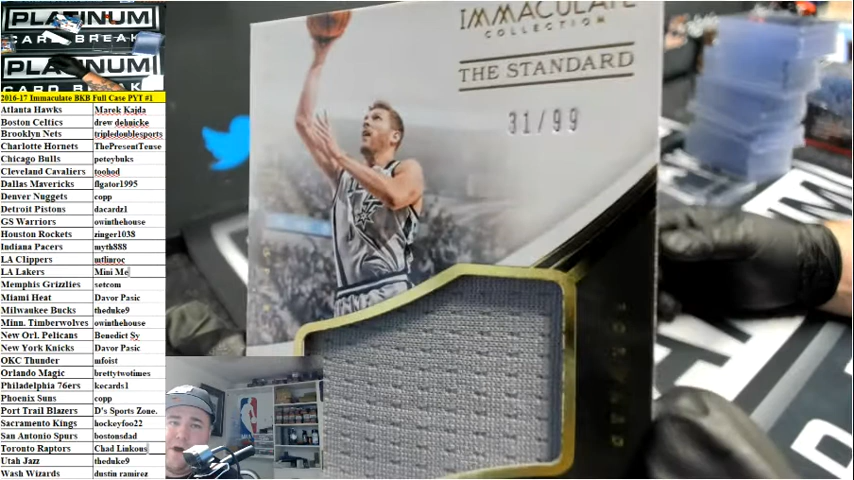 PLATINUM
CARD BREAK
PLATINUM
CARD BREAK
2016-17 Immaculate BKB Full Case PYT #1
Atlanta Hawks Marek Kajda
Boston Celtics drew dehnicke
Brooklyn Nets tripledoublesports
Charlotte Hornets ThePresentTense
Chicago Bulls peteybuks
Cleveland Cavaliers toohod
Dallas Mavericks flgator1995
Denver Nuggets copp
Detroit Pistons dacardz1
GS Warriors owinthehouse
Houston Rockets zinger1038
Indiana Pacers myth888
LA Clippers mtlinroc
LA Lakers Mini Me
Memphis Grizzlies setcom
Miami Heat Davor Pasic
Milwaukee Bucks theduke9
Minn. Timberwolves owinthehouse
New Orl. Pelicans Benedict Sy
New York Knicks Davor Pasic
OKC Thunder mfoist
Orlando Magic brettytwotimes
Philadelphia 76ers kecards1
Phoenix Suns copp
Port Trail Blazers D's Sports Zone.
Sacramento Kings hockeyfoo22
San Antonio Spurs bostonsdad
Toronto Raptors Chad Linkous
Utah Jazz theduke9
Wash Wizards dustin ramirez
IMMACULATE
COLLECTION
THE STANDARD
31/99